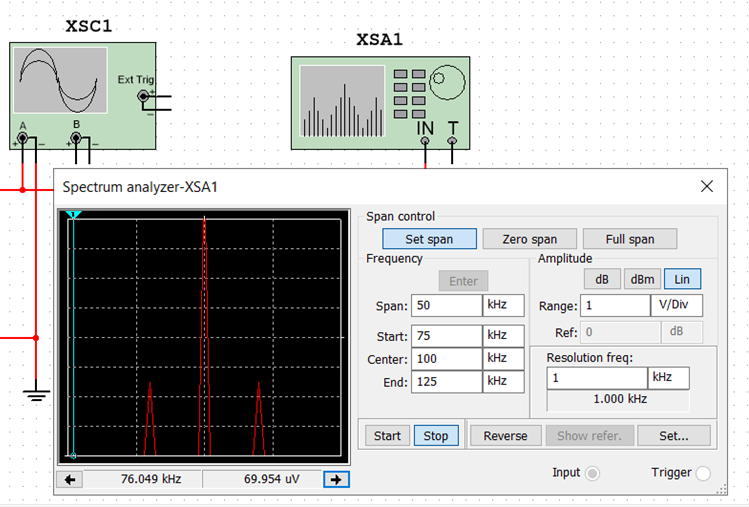 XSC1
XSA1
Ext Trig
+
–
A
B
+ – + –
IN T
Spectrum analyzer-XSA1
1
Span control
Set span Zero span Full span
Frequency
Enter
Span: 50 kHz
Start: 75 kHz
Center: 100 kHz
End: 125 kHz
Amplitude
dB dBm Lin
Range: 1 V/Div
Ref: 0 dB
Resolution freq:
1 kHz
1.000 kHz
Start Stop Reverse Show refer. Set...
76.049 kHz 69.954 uV
Input Trigger